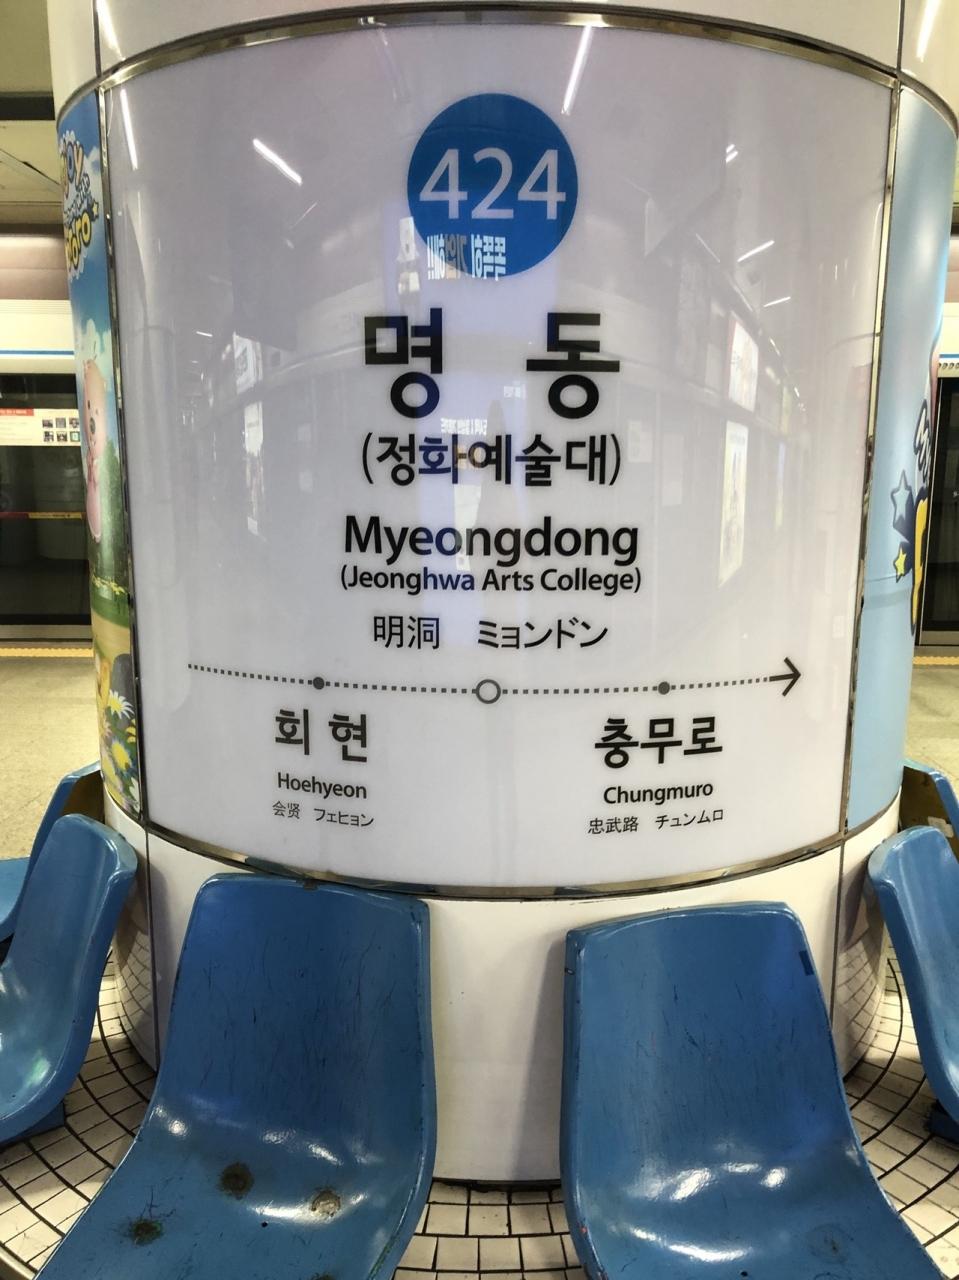 424
명 동
(정화예술대)
Myeongdong
(Jeonghwa Arts College)
明洞 ミョンドン
회 현
Hoehyeon
会贤 フェヒョン
충무로
Chungmuro
忠武路 チュンムロ